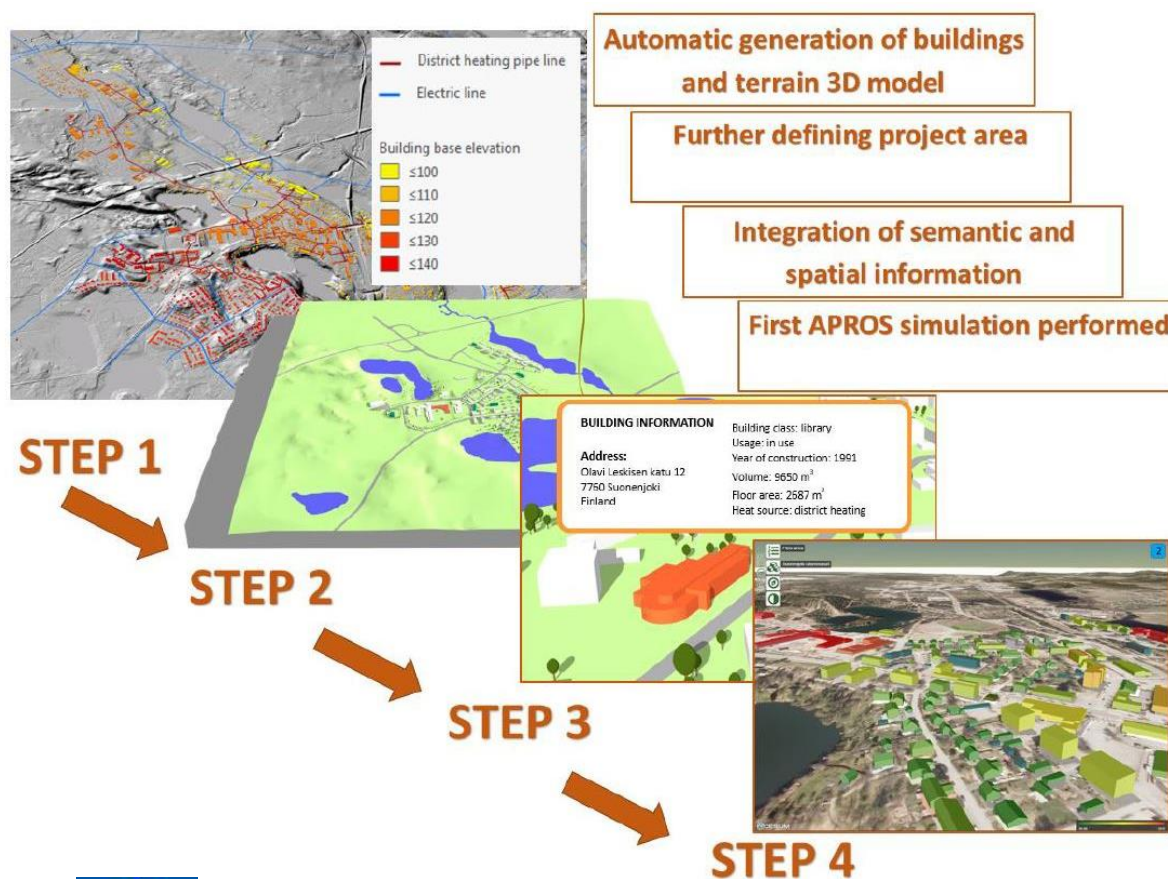 Automatic generation of buildings
and terrain 3D model
Further defining project area
Integration of semantic and
spatial information
First APROS simulation performed
District heating pipe line
Electric line
Building base elevation
≤100
≤110
≤120
≤130
≤140
STEP 1
BUILDING INFORMATION
Address:
Olavi Leskisen katu 12
7760 Suonenjoki
Finland
Building class: library
Usage: in use
Year of construction: 1991
Volume: 9650 m³
Floor area: 2687 m²
Heat source: district heating
2
STEP 2
STEP 3
STEP 4